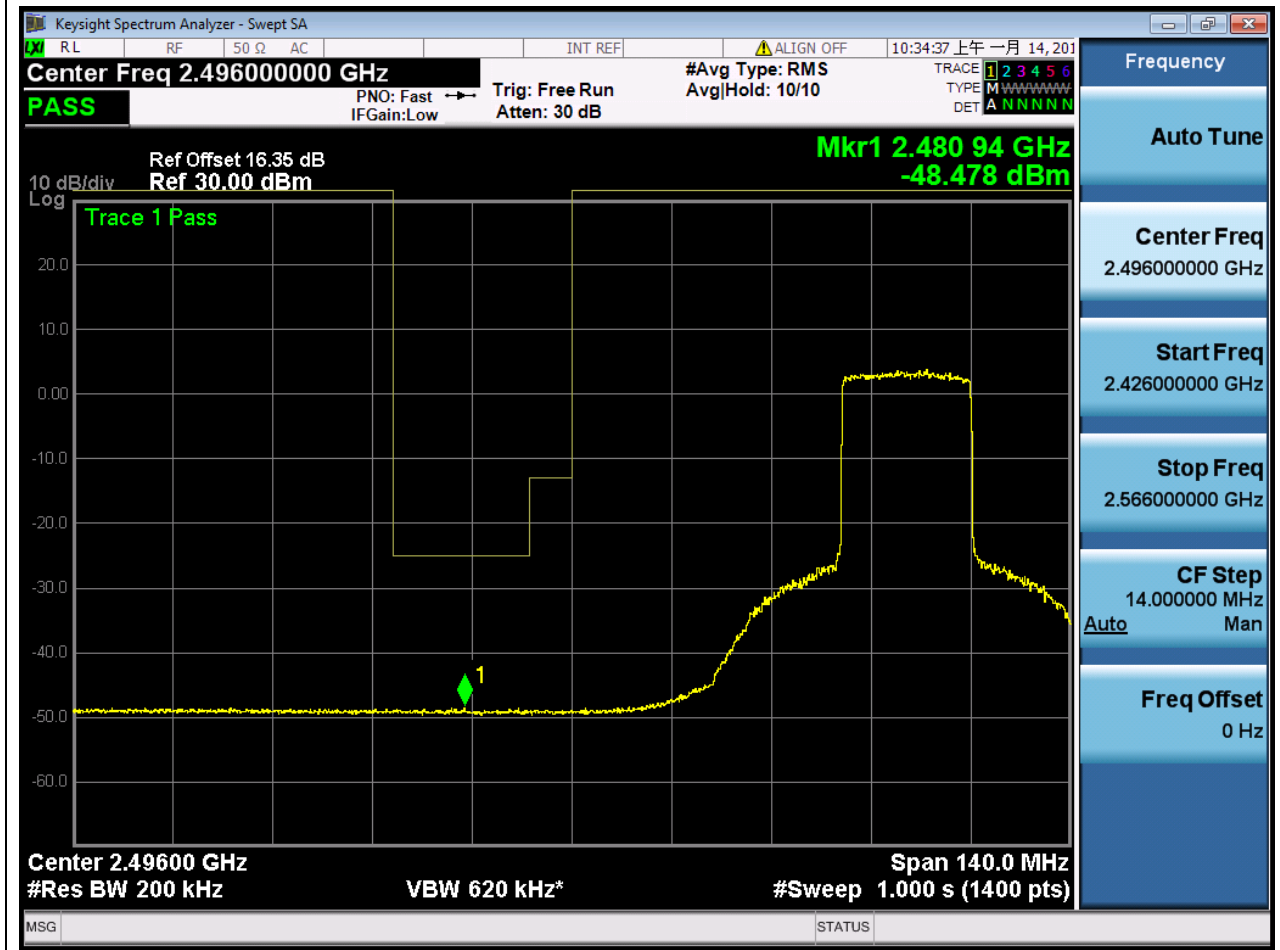 Keysight Spectrum Analyzer - Swept SA
LXI RL RF 50 Ω AC INT REF ALIGN OFF 10:34:37 上午 一月 14, 201
Center Freq 2.496000000 GHz
PASS
PNO: Fast
IFGain:Low
Trig: Free Run
Atten: 30 dB
#Avg Type: RMS
Avg|Hold: 10/10
TRACE 1 2 3 4 5 6
TYPE M WWWWW
DET A N N N N N
Mkr1 2.480 94 GHz
-48.478 dBm
Ref Offset 16.35 dB
10 dB/div Ref 30.00 dBm
Log
Trace 1 Pass
20.0
10.0
0.00
-10.0
-20.0
-30.0
-40.0
1
-50.0
-60.0
Center 2.49600 GHz Span 140.0 MHz
#Res BW 200 kHz VBW 620 kHz* #Sweep 1.000 s (1400 pts)
Frequency
Auto Tune
Center Freq
2.496000000 GHz
Start Freq
2.426000000 GHz
Stop Freq
2.566000000 GHz
CF Step
14.000000 MHz
Auto Man
Freq Offset
0 Hz
MSG STATUS